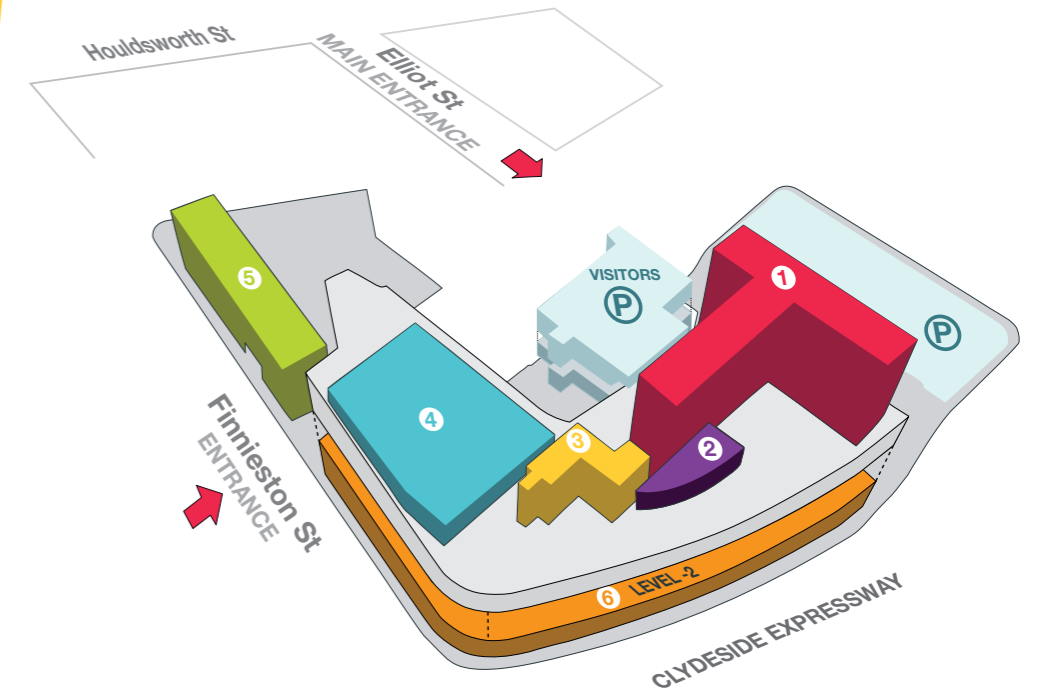 Houldsworth St
Elliot St
MAIN ENTRANCE
VISITORS
P
1
P
5
4
3
2
Finnieston St
ENTRANCE
6 LEVEL -2
CLYDESIDE EXPRESSWAY